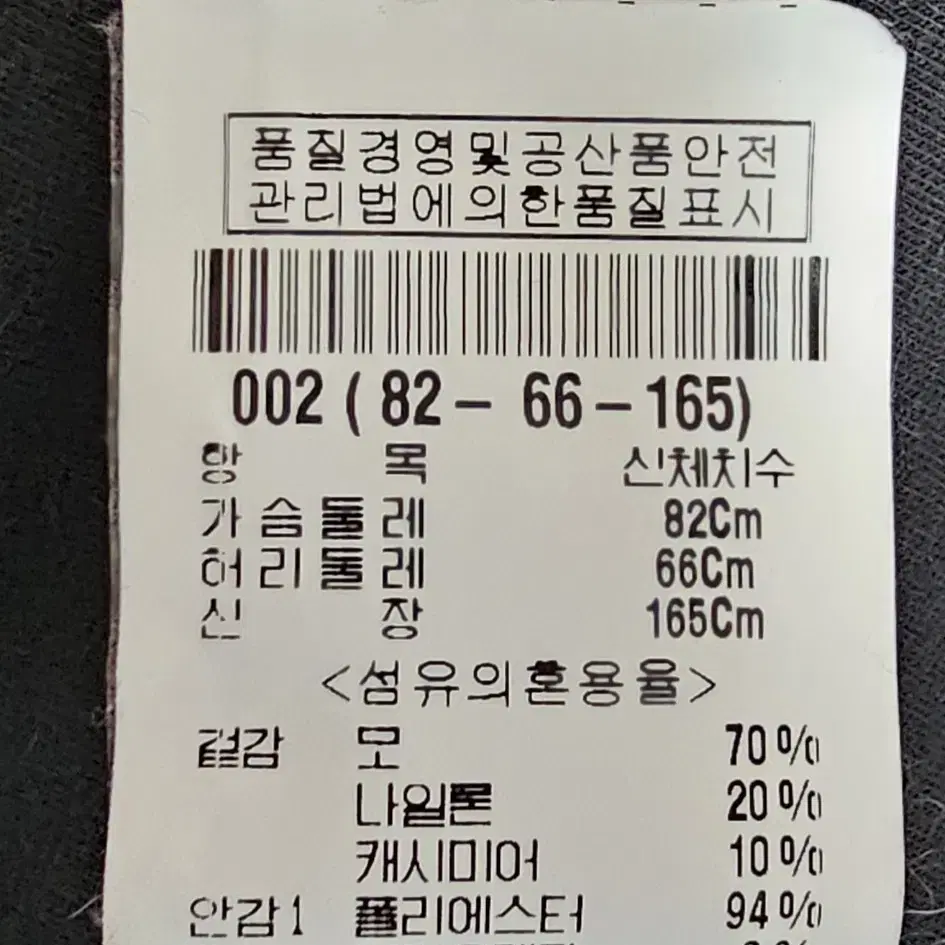 품질경영및공산품안전
관리법에의한품질표시
002 ( 82 - 66 - 165)
항 목 신체치수
가슴둘레 82Cm
허리둘레 66Cm
신 장 165Cm
<섬유의혼용율>
겉감 모 70%
나일론 20%
캐시미어 10%
안감1 폴리에스터 94%